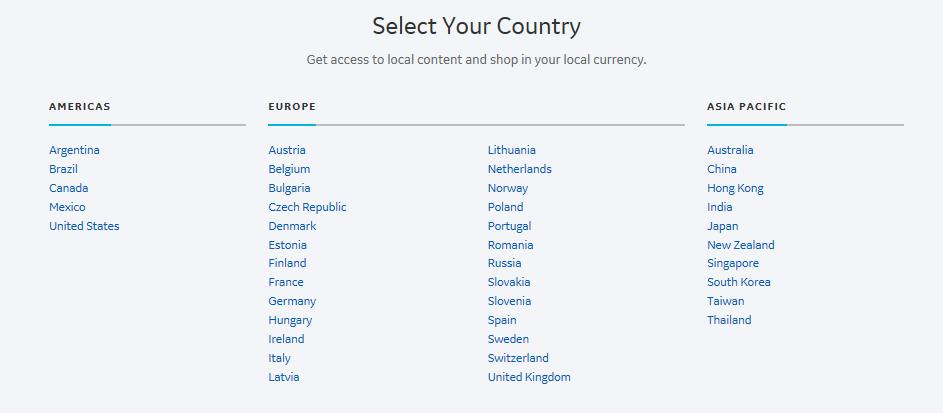 Select Your Country
Get access to local content and shop in your local currency.
AMERICAS
Argentina
Brazil
Canada
Mexico
United States
EUROPE
Austria
Belgium
Bulgaria
Czech Republic
Denmark
Estonia
Finland
France
Germany
Hungary
Ireland
Italy
Latvia
Lithuania
Netherlands
Norway
Poland
Portugal
Romania
Russia
Slovakia
Slovenia
Spain
Sweden
Switzerland
United Kingdom
ASIA PACIFIC
Australia
China
Hong Kong
India
Japan
New Zealand
Singapore
South Korea
Taiwan
Thailand